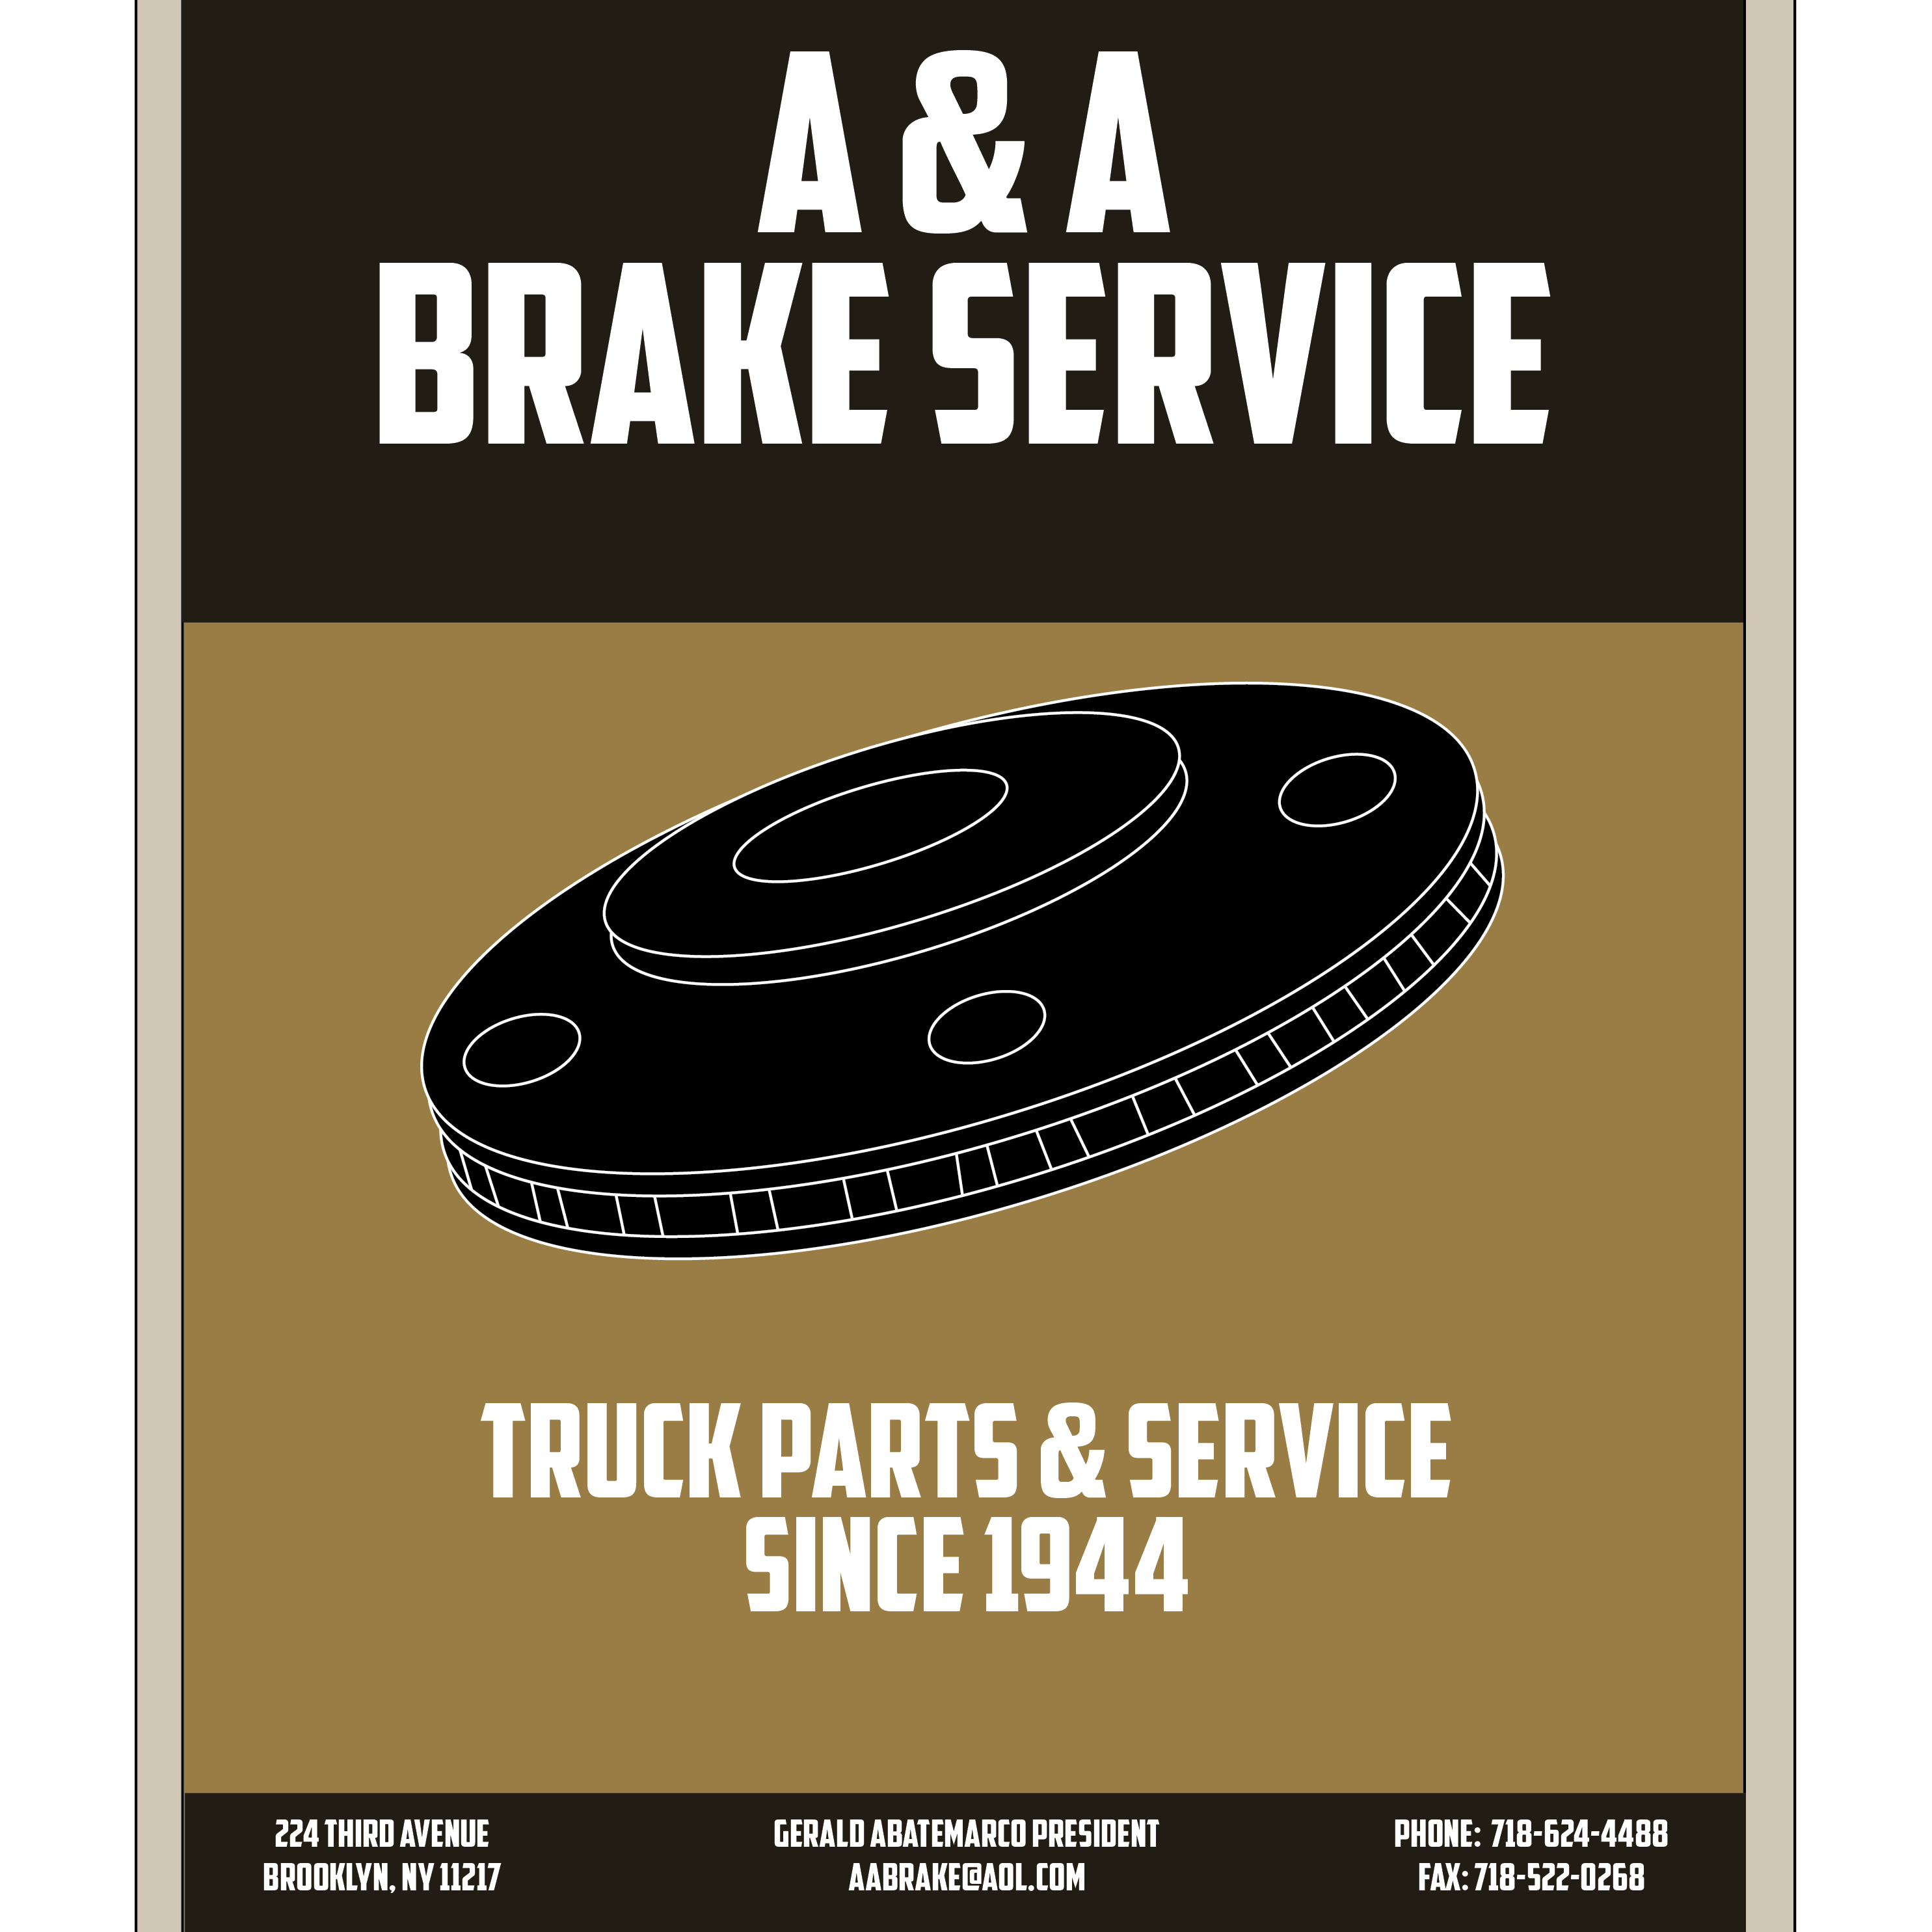 A & A
BRAKE SERVICE
TRUCK PARTS & SERVICE
SINCE 1944
224 THIRD AVENUE
BROOKLYN, NY 11217
GERALD ABATEMARCO PRESIDENT
AABRAKE@AOL.COM
PHONE: 718-624-4488
FAX: 718-522-0268